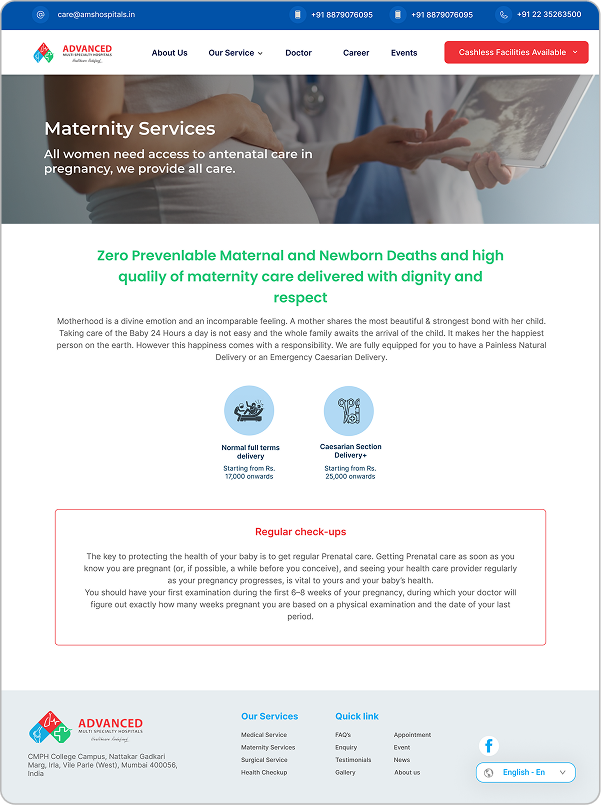 care@amshospitals.in
+91 8879076095
+91 8879076095
+91 22 35263500
ADVANCED
MULTI SPECIALTY HOSPITALS
Healthcare Redefined
About Us
Our Service
Doctor
Career
Events
Cashless Facilities Available
Maternity Services
All women need access to antenatal care in
pregnancy, we provide all care.
Zero Prevenlable Maternal and Newborn Deaths and high
qualily of maternity care delivered with dignity and
respect
Motherhood is a divine emotion and an incomparable feeling. A mother shares the most beautiful & strongest bond with her child.
Taking care of the Baby 24 Hours a day is not easy and the whole family awaits the arrival of the child. It makes her the happiest
person on the earth. However this happiness comes with a responsibility. We are fully equipped for you to have a Painless Natural
Delivery or an Emergency Caesarian Delivery.
Normal full terms
delivery
Starting from Rs.
17,000 onwards
Caesarian Section
Delivery+
Starting from Rs.
25,000 onwards
Regular check-ups
The key to protecting the health of your baby is to get regular Prenatal care. Getting Prenatal care as soon as you
know you are pregnant (or, if possible, a while before you conceive), and seeing your health care provider regularly
as your pregnancy progresses, is vital to yours and your baby's health.
You should have your first examination during the first 6–8 weeks of your pregnancy, during which your doctor will
figure out exactly how many weeks pregnant you are based on a physical examination and the date of your last
period.
ADVANCED
MULTI SPECIALTY HOSPITALS
CMPH College Campus, Nattakar Gadkari
Marg, Irla, Vile Parle (West), Mumbai 400056,
India
Our Services
Medical Service
Maternity Services
Surgical Service
Health Checkup
Quick link
FAQ's
Enquiry
Testimonials
Gallery
Appointment
Event
News
About us
English - En